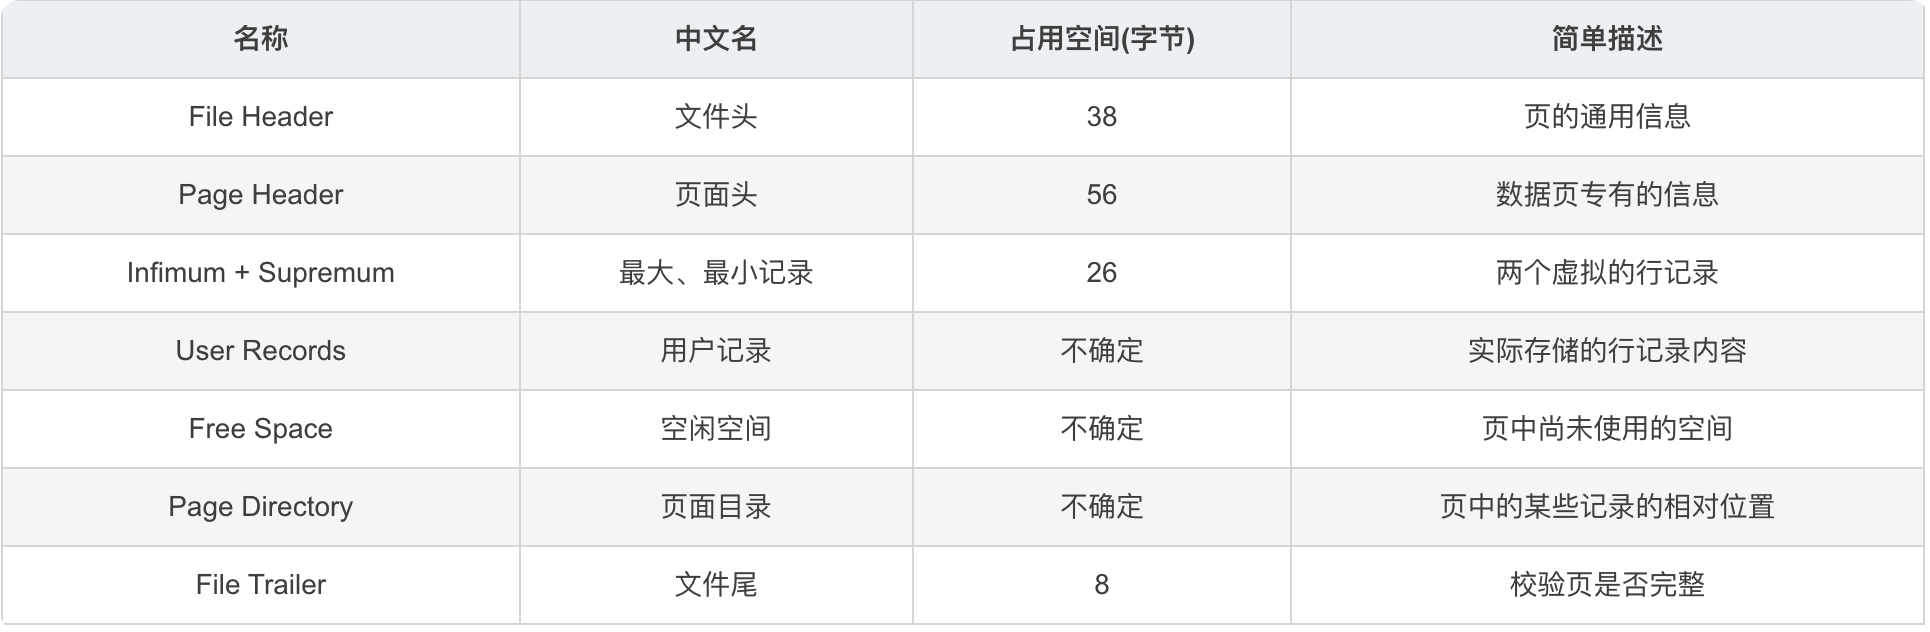 名称 中文名 占用空间(字节) 简单描述
File Header 文件头 38 页的通用信息
Page Header 页面头 56 数据页专有的信息
Infimum + Supremum 最大、最小记录 26 两个虚拟的行记录
User Records 用户记录 不确定 实际存储的行记录内容
Free Space 空闲空间 不确定 页中尚未使用的空间
Page Directory 页面目录 不确定 页中的某些记录的相对位置
File Trailer 文件尾 8 校验页是否完整